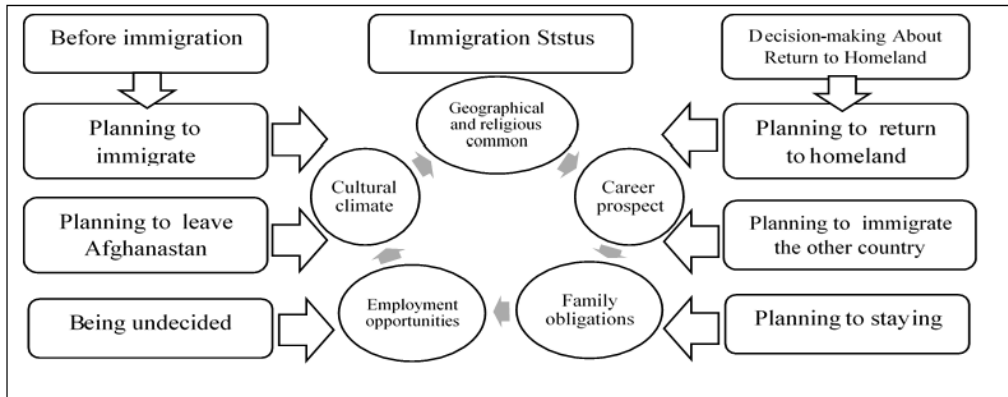 Before immigration
Immigration Ststus
Decision-making About
Return to Homeland
Planning to
immigrate
Geographical
and religious
common
Planning to return
to homeland
Cultural
climate
Career
prospect
Planning to leave
Afghanastan
Planning to immigrate
the other country
Being undecided
Employment
opportunities
Family
obligations
Planning to staying